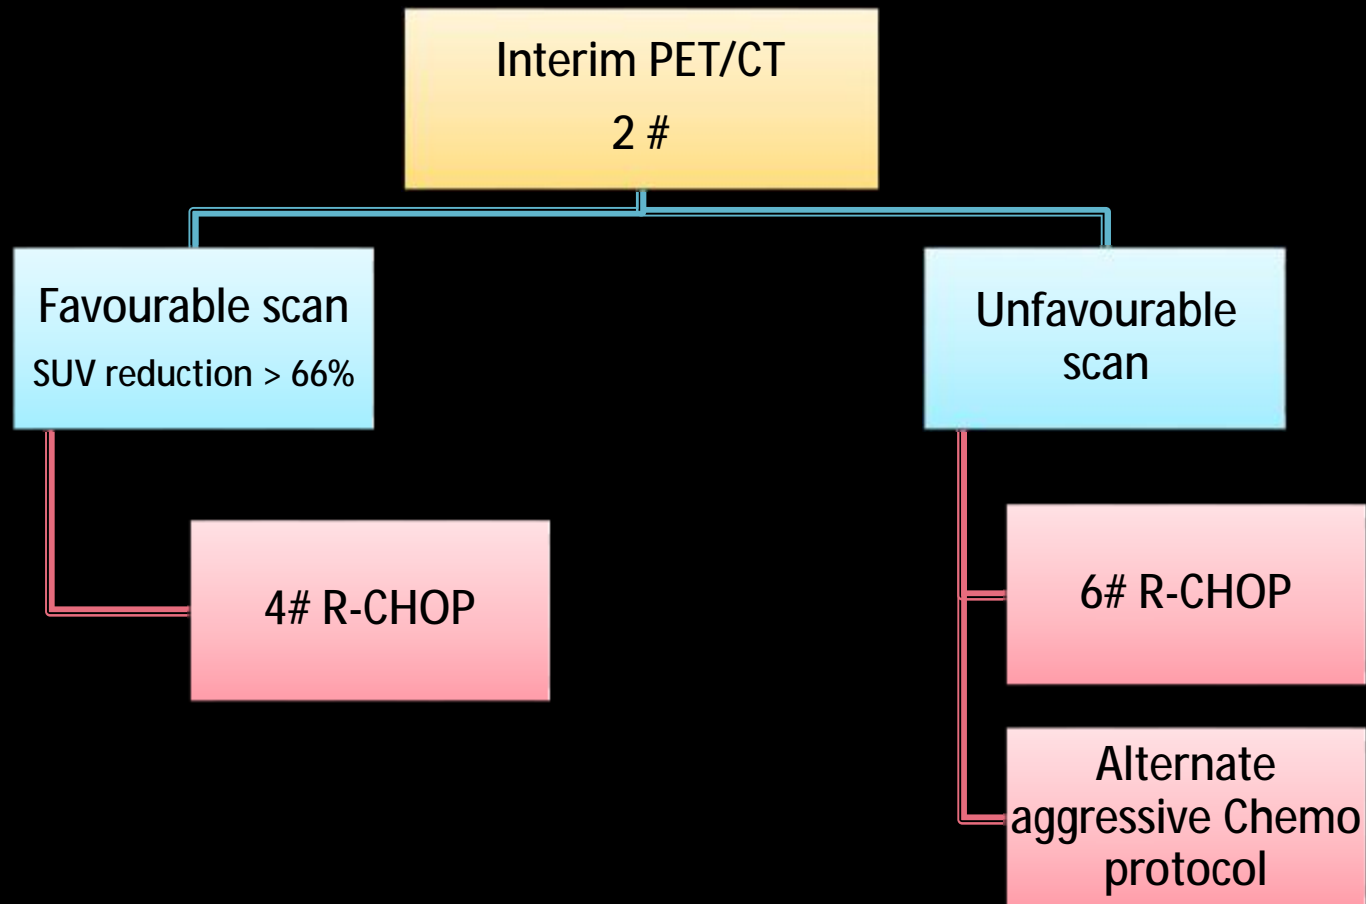 Interim PET/CT
2 #
Favourable scan
SUV reduction > 66%
Unfavourable
scan
4# R-CHOP
6# R-CHOP
Alternate
aggressive Chemo
protocol